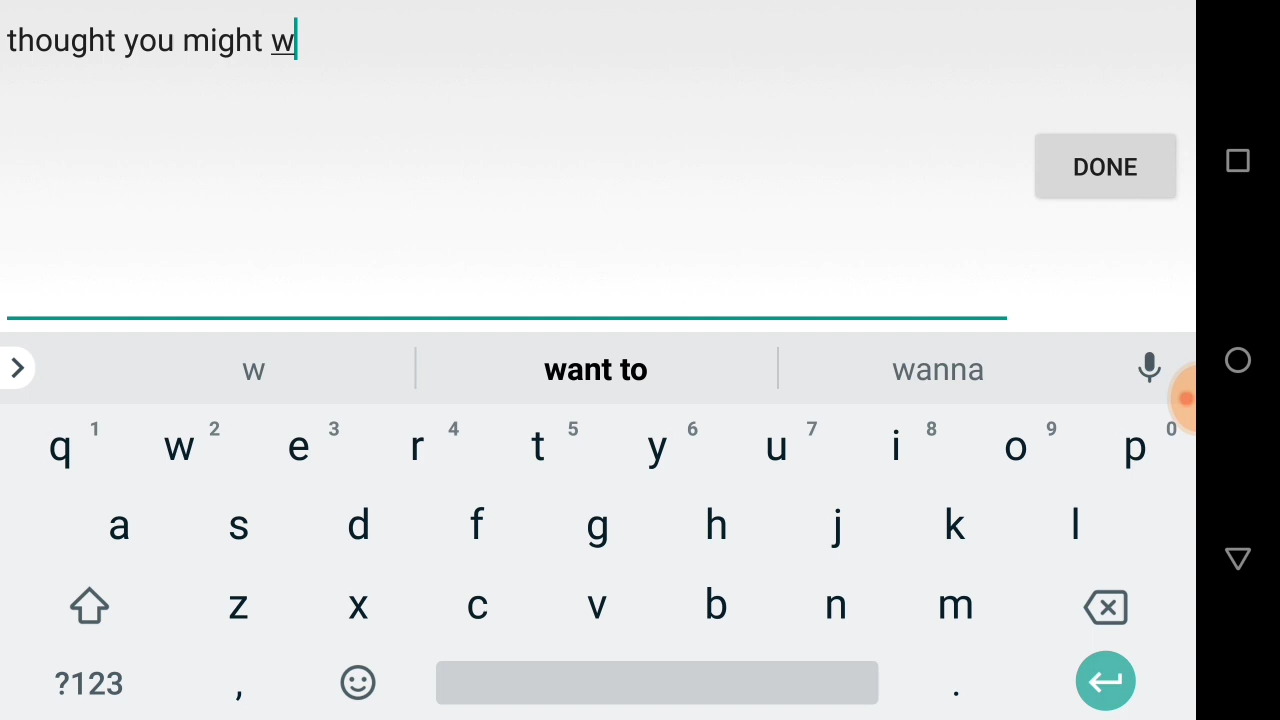 thought you might w
DONE
w want to wanna
q 1 w 2 e 3 r 4 t 5 y 6 u 7 i 8 o 9 p 0
a s d f g h j k l
z x c v b n m
?123 , .